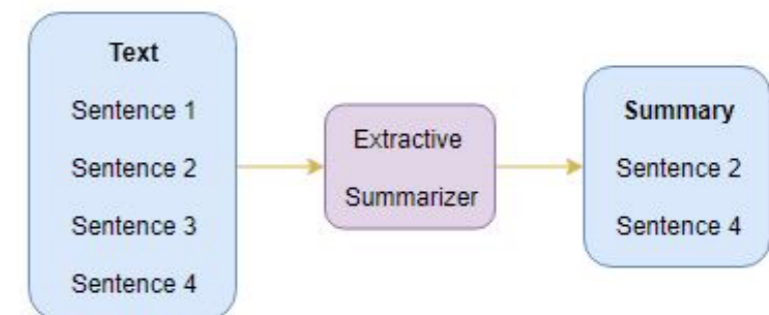 Text
Sentence 1
Sentence 2
Sentence 3
Sentence 4
Extractive
Summarizer
Summary
Sentence 2
Sentence 4